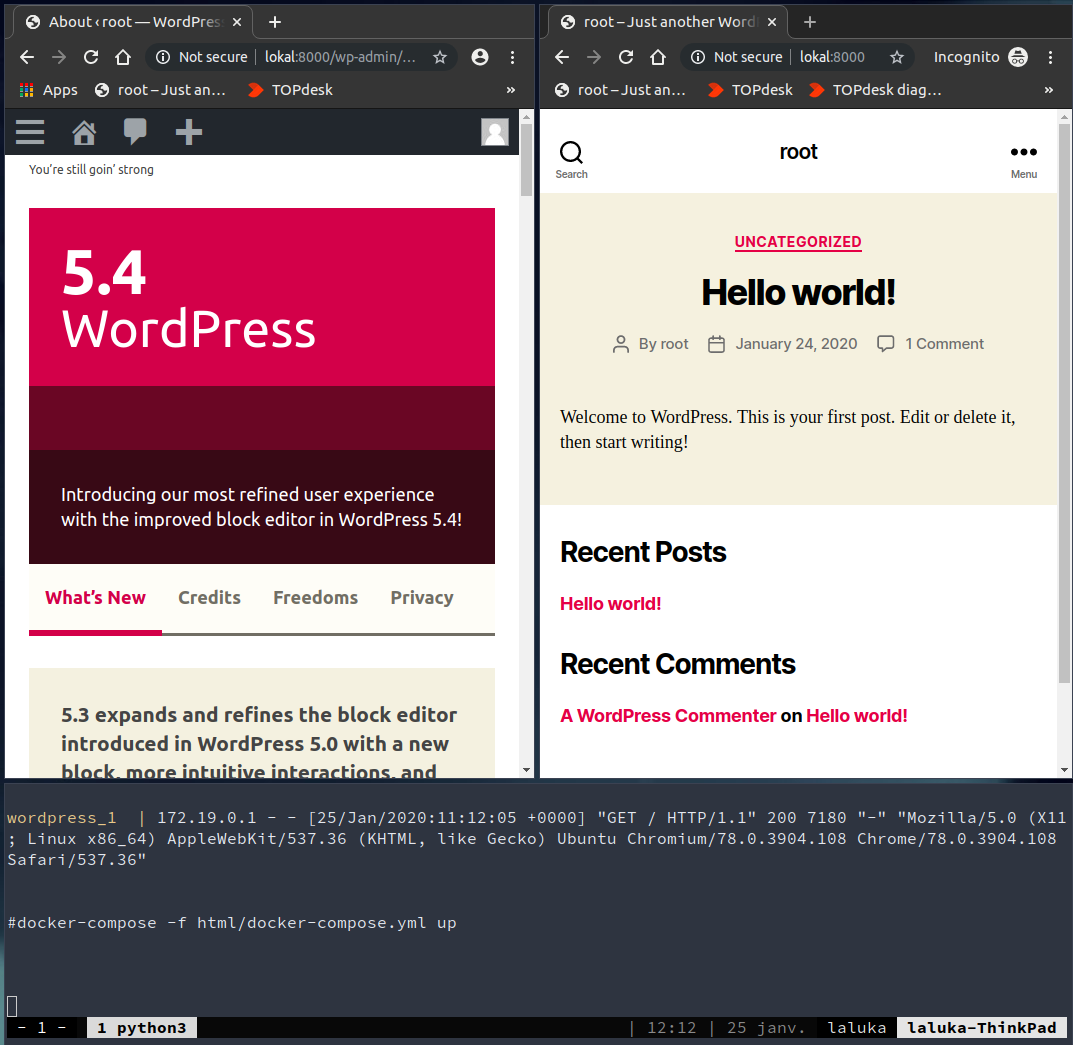 About ‹ root — WordPres
Not secure | lokal:8000/wp-admin/...
Apps root – Just an... TOPdesk »
You're still goin' strong
5.4
WordPress
Introducing our most refined user experience
with the improved block editor in WordPress 5.4!
What's New Credits Freedoms Privacy
5.3 expands and refines the block editor
introduced in WordPress 5.0 with a new
block, more intuitive interactions, and
root – Just another Word
Not secure | lokal:8000 Incognito
root – Just an... TOPdesk TOPdesk diag... »
root
Search
Menu
UNCATEGORIZED
Hello world!
By root January 24, 2020 1 Comment
Welcome to WordPress. This is your first post. Edit or delete it,
then start writing!
Recent Posts
Hello world!
Recent Comments
A WordPress Commenter on Hello world!
wordpress_1 | 172.19.0.1 - - [25/Jan/2020:11:12:05 +0000] "GET / HTTP/1.1" 200 7180 "-" "Mozilla/5.0 (X11
; Linux x86_64) AppleWebKit/537.36 (KHTML, like Gecko) Ubuntu Chromium/78.0.3904.108 Chrome/78.0.3904.108
Safari/537.36"
#docker-compose -f html/docker-compose.yml up
- 1 - 1 python3 | 12:12 | 25 janv. laluka laluka-ThinkPad